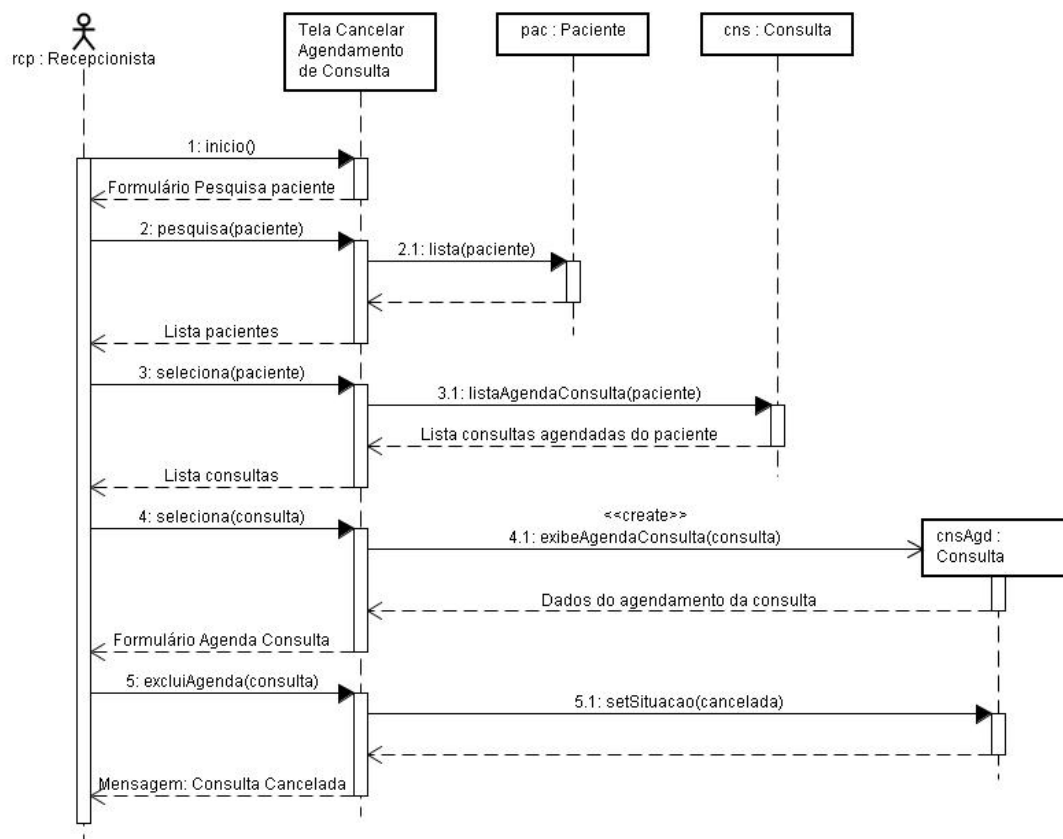 rcp : Recepcionista
Tela Cancelar
Agendamento
de Consulta
pac : Paciente
cns : Consulta
1: inicio()
Formulário Pesquisa paciente
2: pesquisa(paciente)
2.1: lista(paciente)
Lista pacientes
3: seleciona(paciente)
3.1: listaAgendaConsulta(paciente)
Lista consultas agendadas do paciente
Lista consultas
4: seleciona(consulta)
<<create>>
4.1: exibeAgendaConsulta(consulta)
cnsAgd :
Consulta
Dados do agendamento da consulta
Formulário Agenda Consulta
5: excluiAgenda(consulta)
5.1: setSituacao(cancelada)
Mensagem: Consulta Cancelada